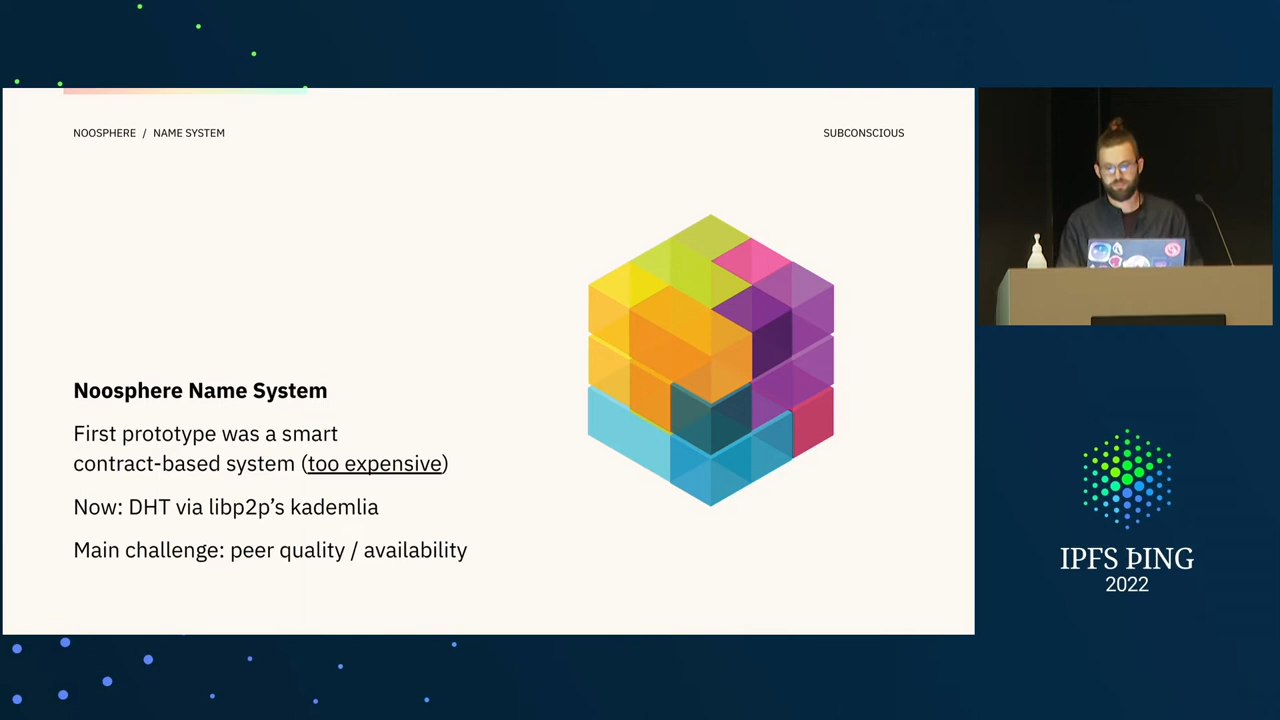 NOOSPHERE / NAME SYSTEM
SUBCONSCIOUS
Noosphere Name System
First prototype was a smart
contract-based system (too expensive)
Now: DHT via libp2p’s kademlia
Main challenge: peer quality / availability
IPFS ÞING
2022